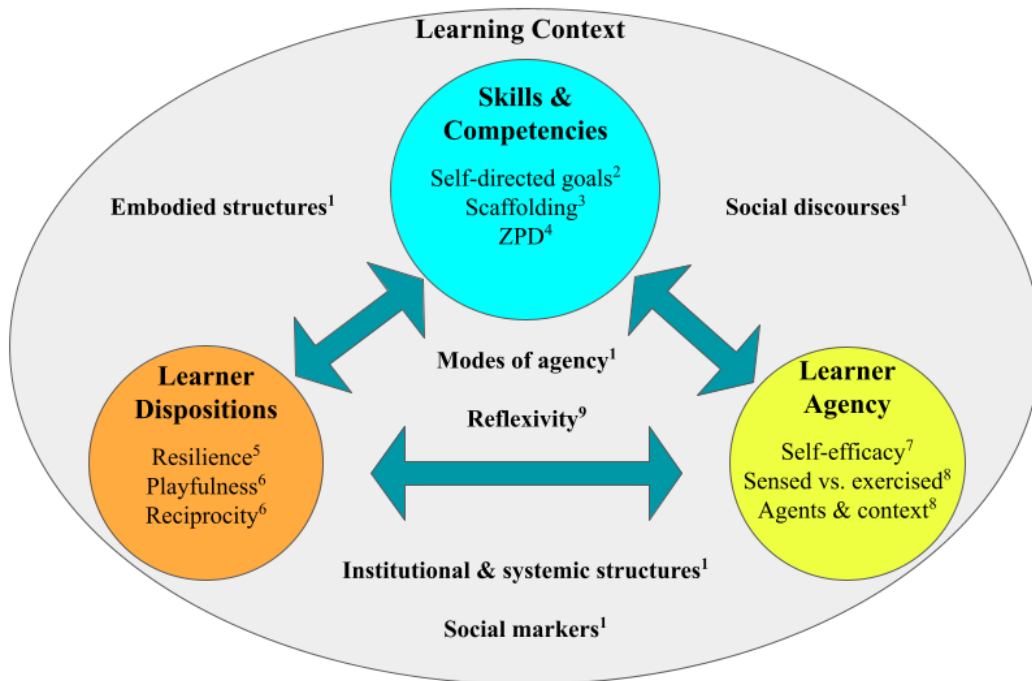 Learning Context
Skills &
Competencies
Self-directed goals²
Scaffolding³
ZPD⁴
Embodied structures¹
Social discourses¹
Modes of agency¹
Reflexivity⁹
Learner
Dispositions
Resilience⁵
Playfulness⁶
Reciprocity⁶
Learner
Agency
Self-efficacy⁷
Sensed vs. exercised⁸
Agents & context⁸
Institutional & systemic structures¹
Social markers¹